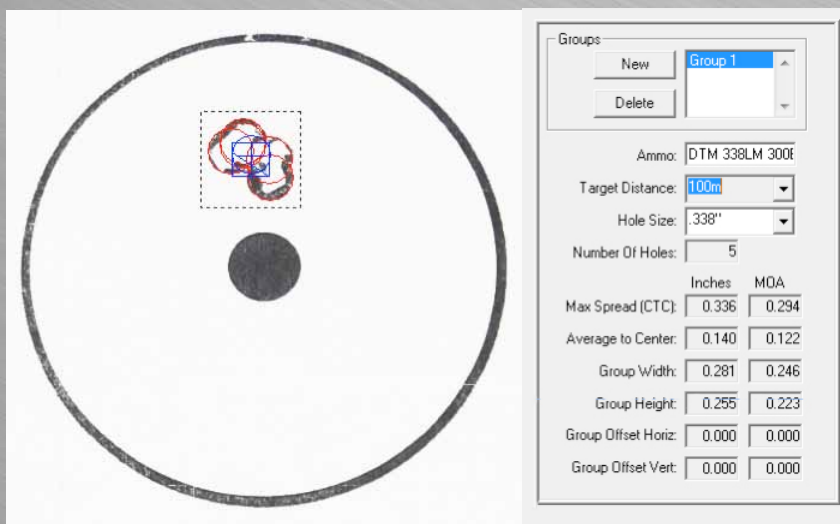 Groups
New
Group 1
Delete
Ammo: DTM 338LM 300
Target Distance: 100m
Hole Size: .338"
Number Of Holes: 5
Inches MOA
Max Spread (CTC): 0.336 0.294
Average to Center: 0.140 0.122
Group Width: 0.281 0.246
Group Height: 0.255 0.223
Group Offset Horiz: 0.000 0.000
Group Offset Vert: 0.000 0.000